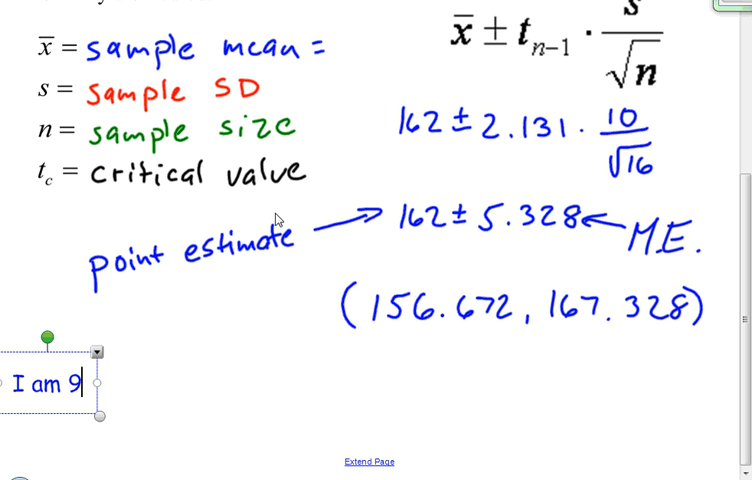 x̄ = sample mean =
s = sample SD
n = sample size
t_c = critical value
x̄ ± t_{n−1} · s/√n
162 ± 2.131 · 10/√16
point estimate → 162 ± 5.328 ← M.E.
(156.672, 167.328)
I am 9
Extend Page